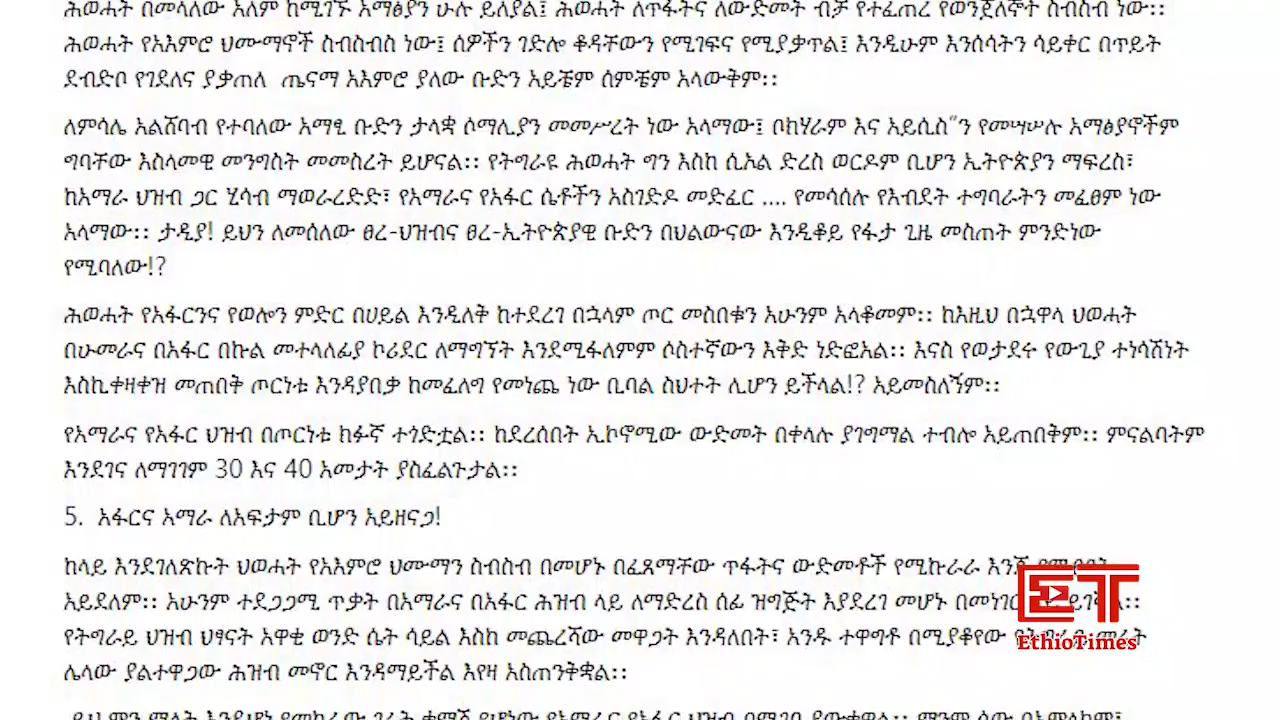 ሕወሓት በመላለው አለም ከሚገኙ አማፅያን ሁሉ ይለያል፤ ሕወሓት ለጥፋትና ለውድመት ብቻ የተፈጠረ የወንጀለኞት ስብስብ ነው፡፡
ሕወሓት የአእምሮ ህሙማኖች ስብስብስ ነው፤ ሰዎችን ገድሎ ቆዳቸውን የሚገፍና የሚያቃጥል፤ እንዲሁም እንሰሳትን ሳይቀር በጥይት
ደብድቦ የገደለና ያቃጠለ ጤናማ አእምሮ ያለው ቡድን አይቼም ሰምቼም አላውቅም፡፡
ለምሳሌ አልሸባብ የተባለው አማፂ ቡድን ታላቋ ሶማሊያን መመሥረት ነው አላማው፤ ቦከሃራም እና አይሲስ”ን የመሣሠሉ አማፅያኖችም
ግባቸው እስላመዊ መንግስት መመስረት ይሆናል፡፡ የትግራዩ ሕወሓት ግን እስከ ሲአል ድረስ ወርዶም ቢሆን ኢትዮጵያን ማፍረስ፣
ከአማራ ህዝብ ጋር ሂሳብ ማወራረድድ፣ የአማራና የአፋር ሴቶችን አስገድዶ መድፈር .... የመሳሰሉ የእብደት ተግባራትን መፈፀም ነው
አላማው፡፡ ታዲያ! ይህን ለመሰለው ፀረ-ህዝብና ፀረ-ኢትዮጵያዊ ቡድን በህልውናው እንዲቆይ የፋታ ጊዜ መስጠት ምንድነው
የሚባለው!?
ሕወሓት የአፋርንና የወሎን ምድር በሀይል እንዲለቅ ከተደረገ በኋላም ጦር መስበቁን አሁንም አላቆመም፡፡ ከእዚህ በኋዋላ ህወሓት
በሁመራና በአፋር በኩል መተላለፊያ ኮሪደር ለማግኘት እንደሚፋለምም ሶስተኛውን እቅድ ነድፎአል፡፡ እናስ የወታደሩ የውጊያ ተነሳሽነት
እስኪቀዘቀዝ መጠበቅ ጦርነቱ እንዳያበቃ ከመፈለግ የመነጨ ነው ቢባል ስህተት ሊሆን ይችላል!? አይመስለኝም፡፡
የአማራና የአፋር ህዝብ በጦርነቱ ክፉኛ ተጎድቷል፡፡ ከደረሰበት ኢኮኖሚው ውድመት በቀላሉ ያገግማል ተብሎ አይጠበቅም፡፡ ምናልባትም
እንደገና ለማገገም 30 እና 40 አመታት ያስፈልጉታል፡፡
5. አፋርና አማራ ለአፍታም ቢሆን አይዘናጋ!
ከላይ እንደገለጽኩት ህወሓት የአእምሮ ህሙማን ስብስብ በመሆኑ በፈጸማቸው ጥፋትና ውድመቶች የሚኩራራ እንጂ
አይደለም፡፡ አሁንም ተደጋጋሚ ጥቃት በአማራና በአፋር ሕዝብ ላይ ለማድረስ ሰፊ ዝግጅት እያደረገ መሆኑ በመነገር
የትግራይ ህዝብ ህፃናት አዋቂ ወንድ ሴት ሳይል እስከ መጨረሻው መዋጋት እንዳለበት፣ አንዱ ተዋግቶ በሚያቆየው
ሌላው ያልተዋጋው ሕዝብ መኖር እንዳማይችል እየዛ አስጠንቅቋል፡፡
ET
EthioTimes